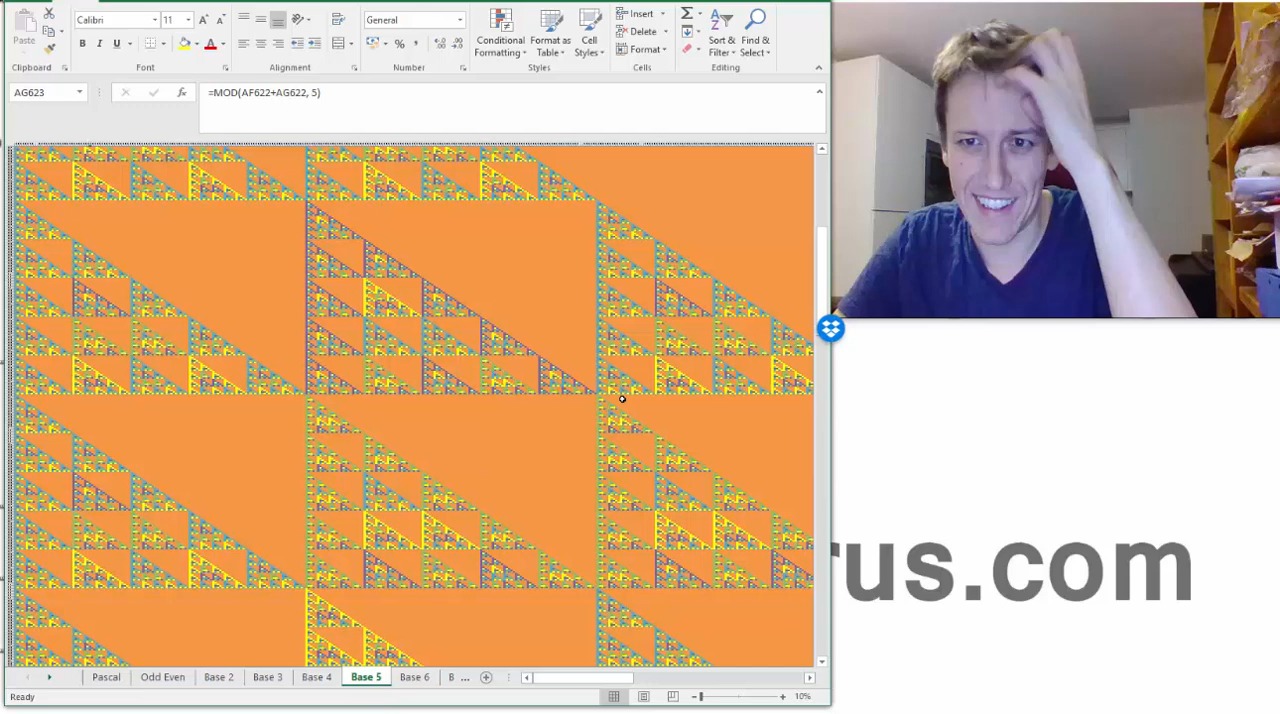 Calibri 11 General
Paste
Insert
Delete
Format
Conditional Formatting
Format as Table
Cell Styles
Sort & Filter
Find & Select
Clipboard Font Alignment Number Styles Cells Editing
AG623 fx =MOD(AF622+AG622, 5)
rus.com
Pascal Odd Even Base 2 Base 3 Base 4 Base 5 Base 6 B ...
Ready 10%